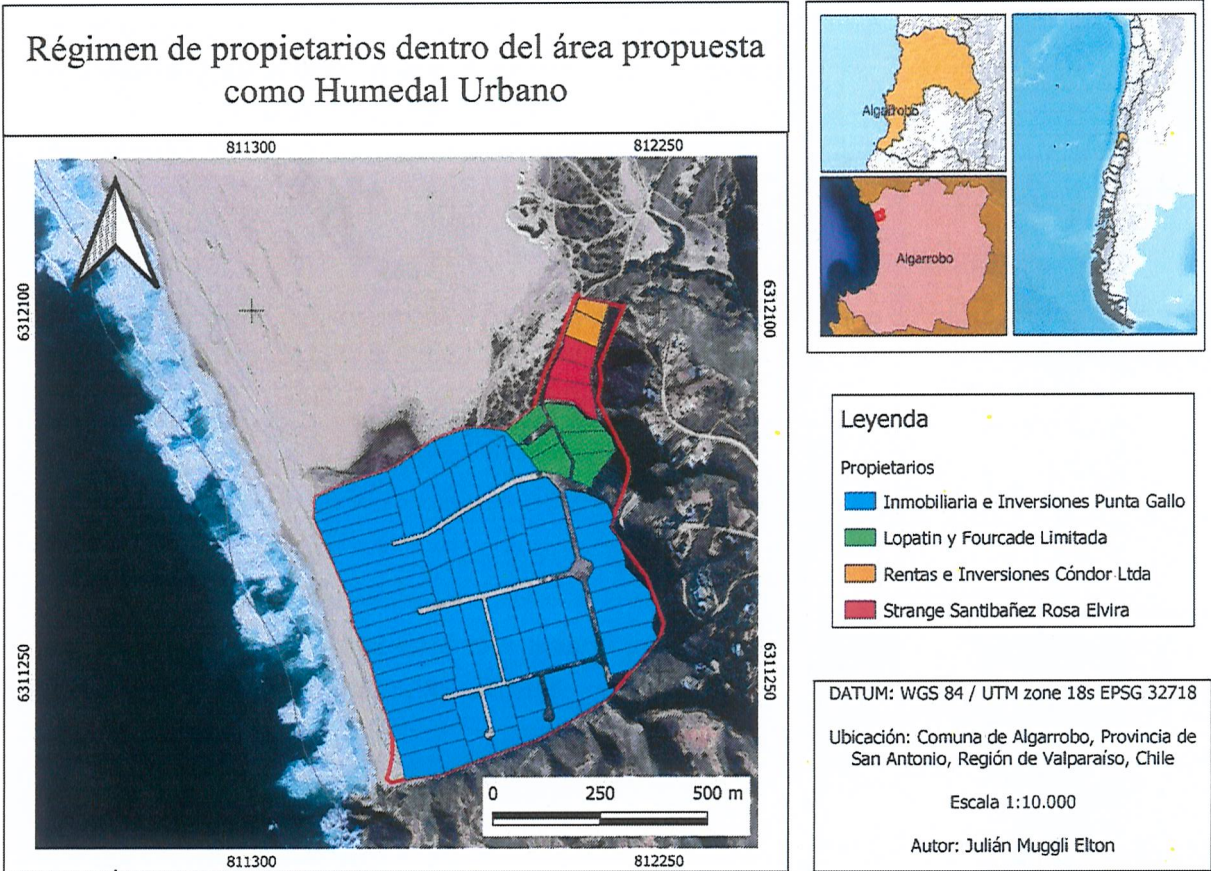 Régimen de propietarios dentro del área propuesta
como Humedal Urbano
811300
812250
6312100
6312100
6311250
6311250
0
250
500 m
811300
812250
Algarrobo
Algarrobo
Leyenda
Propietarios
Inmobiliaria e Inversiones Punta Gallo
Lopatin y Fourcade Limitada
Rentas e Inversiones Cóndor Ltda
Strange Santibañez Rosa Elvira
DATUM: WGS 84 / UTM zone 18s EPSG 32718
Ubicación: Comuna de Algarrobo, Provincia de
San Antonio, Región de Valparaíso, Chile
Escala 1:10.000
Autor: Julián Muggli Elton